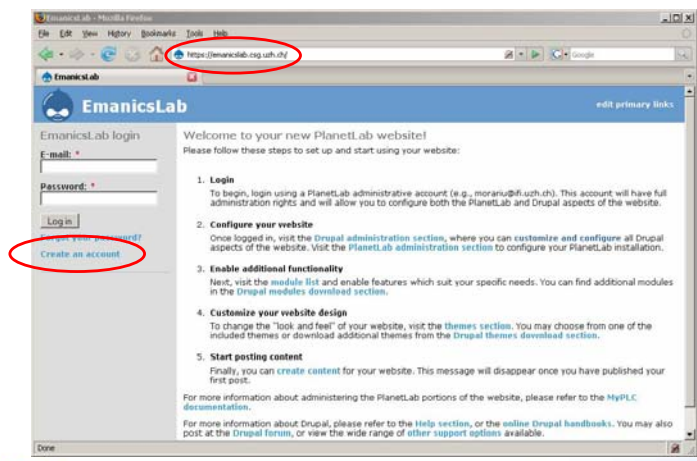 EmanicsLab - Mozilla Firefox
File Edit View History Bookmarks Tools Help
https://emanicslab.csg.uzh.ch/
Google
EmanicsLab
EmanicsLab
edit primary links
EmanicsLab login
E-mail: *
Password: *
Log in
Forgot your password?
Create an account
Welcome to your new PlanetLab website!
Please follow these steps to set up and start using your website:
1. Login
To begin, login using a PlanetLab administrative account (e.g., morariu@ifi.uzh.ch). This account will have full
administration rights and will allow you to configure both the PlanetLab and Drupal aspects of the website.
2. Configure your website
Once logged in, visit the Drupal administration section, where you can customize and configure all Drupal
aspects of the website. Visit the PlanetLab administration section to configure your PlanetLab installation.
3. Enable additional functionality
Next, visit the module list and enable features which suit your specific needs. You can find additional modules
in the Drupal modules download section.
4. Customize your website design
To change the "look and feel" of your website, visit the themes section. You may choose from one of the
included themes or download additional themes from the Drupal themes download section.
5. Start posting content
Finally, you can create content for your website. This message will disappear once you have published your
first post.
For more information about administering the PlanetLab portions of the website, please refer to the MyPLC
documentation.
For more information about Drupal, please refer to the Help section, or the online Drupal handbooks. You may also
post at the Drupal forum, or view the wide range of other support options available.
Done